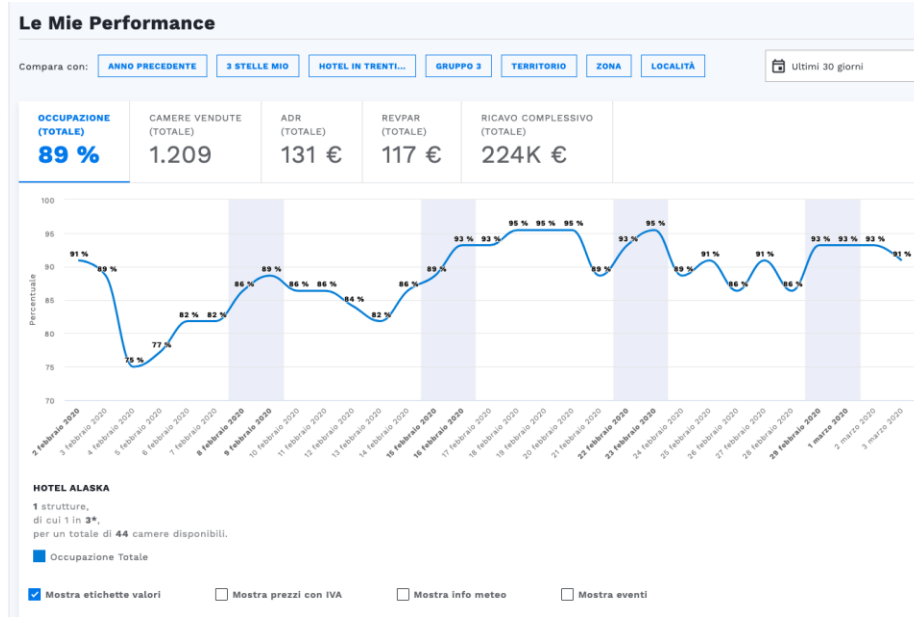 Le Mie Performance
Compara con: ANNO PRECEDENTE 3 STELLE MIO HOTEL IN TRENTI... GRUPPO 3 TERRITORIO ZONA LOCALITÀ Ultimi 30 giorni
OCCUPAZIONE (TOTALE) 89 %
CAMERE VENDUTE (TOTALE) 1.209
ADR (TOTALE) 131 €
REVPAR (TOTALE) 117 €
RICAVO COMPLESSIVO (TOTALE) 224K €
Percentuale
100
95
90
85
80
75
70
91 % 89 % 75 % 77 % 82 % 82 % 86 % 89 % 86 % 86 % 84 % 82 % 86 % 89 % 93 % 93 % 95 % 95 % 95 % 89 % 93 % 95 % 89 % 91 % 86 % 91 % 86 % 93 % 93 % 93 % 91 %
2 febbraio 2020
3 febbraio 2020
4 febbraio 2020
5 febbraio 2020
6 febbraio 2020
7 febbraio 2020
8 febbraio 2020
9 febbraio 2020
10 febbraio 2020
11 febbraio 2020
12 febbraio 2020
13 febbraio 2020
14 febbraio 2020
15 febbraio 2020
16 febbraio 2020
17 febbraio 2020
18 febbraio 2020
19 febbraio 2020
20 febbraio 2020
21 febbraio 2020
22 febbraio 2020
23 febbraio 2020
24 febbraio 2020
25 febbraio 2020
26 febbraio 2020
27 febbraio 2020
28 febbraio 2020
29 febbraio 2020
1 marzo 2020
2 marzo 2020
3 marzo 2020
HOTEL ALASKA
1 strutture,
di cui 1 in 3*,
per un totale di 44 camere disponibili.
Occupazione Totale
Mostra etichette valori Mostra prezzi con IVA Mostra info meteo Mostra eventi